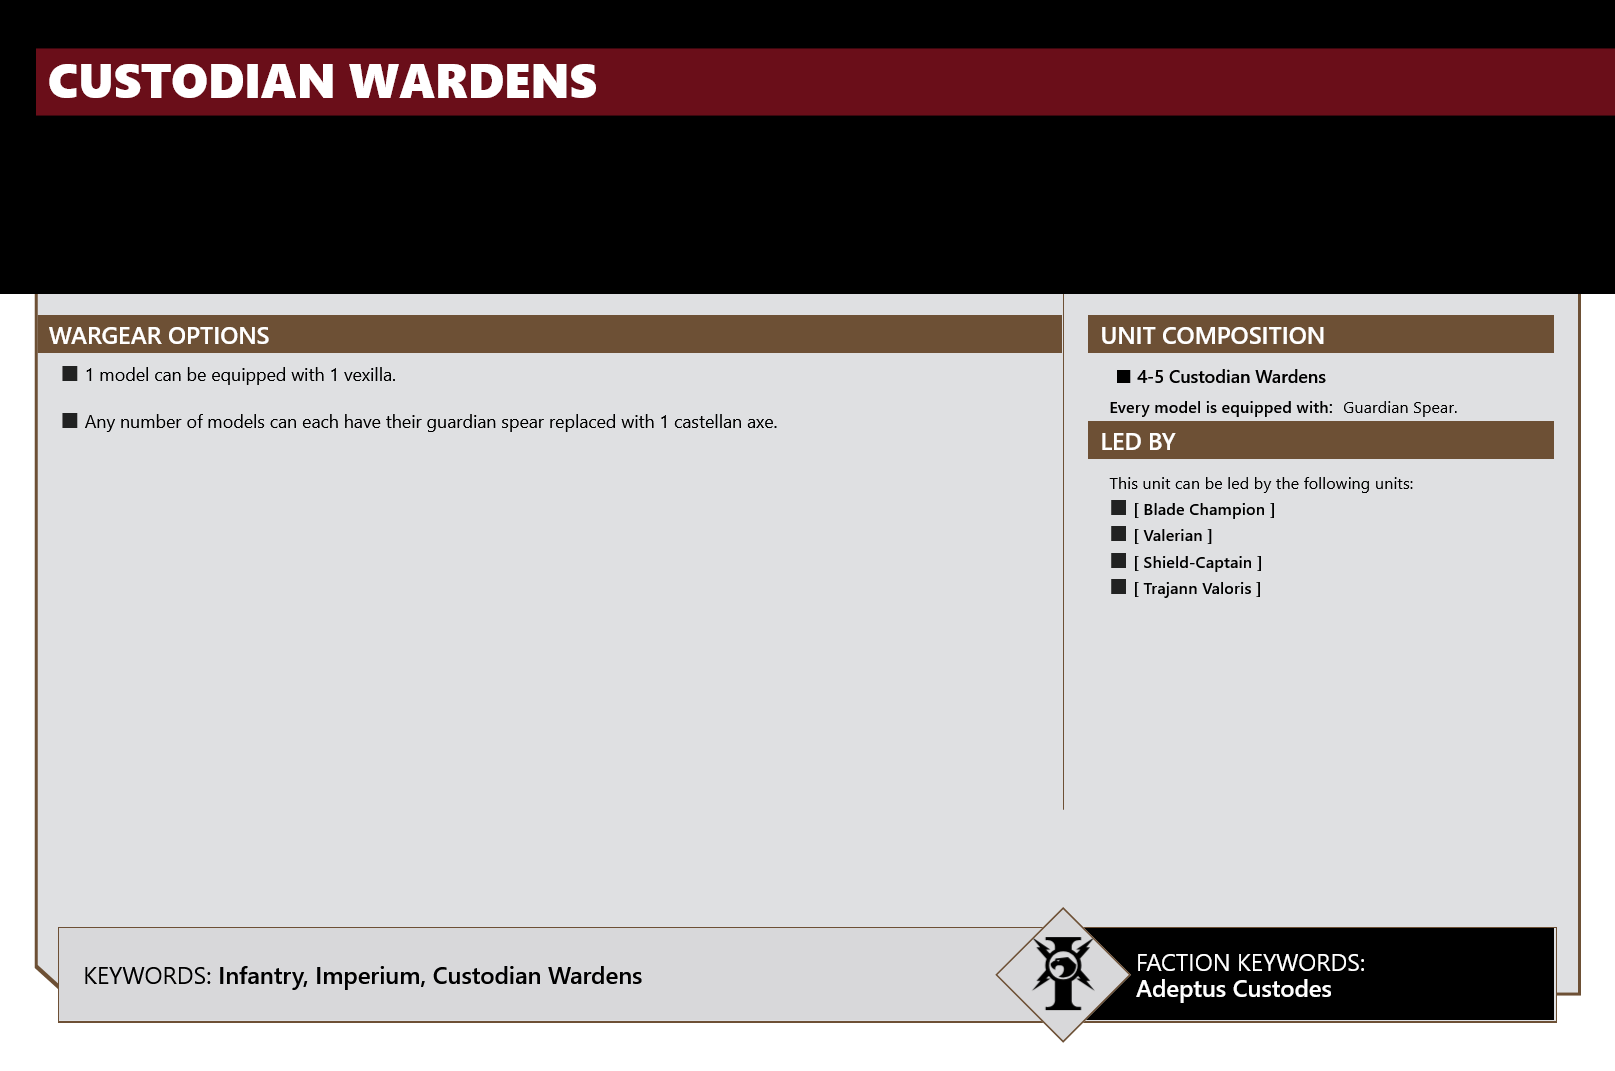 CUSTODIAN WARDENS
WARGEAR OPTIONS
■ 1 model can be equipped with 1 vexilla.
■ Any number of models can each have their guardian spear replaced with 1 castellan axe.
UNIT COMPOSITION
■ 4-5 Custodian Wardens
Every model is equipped with: Guardian Spear.
LED BY
This unit can be led by the following units:
■ [ Blade Champion ]
■ [ Valerian ]
■ [ Shield-Captain ]
■ [ Trajann Valoris ]
KEYWORDS: Infantry, Imperium, Custodian Wardens
FACTION KEYWORDS:
Adeptus Custodes